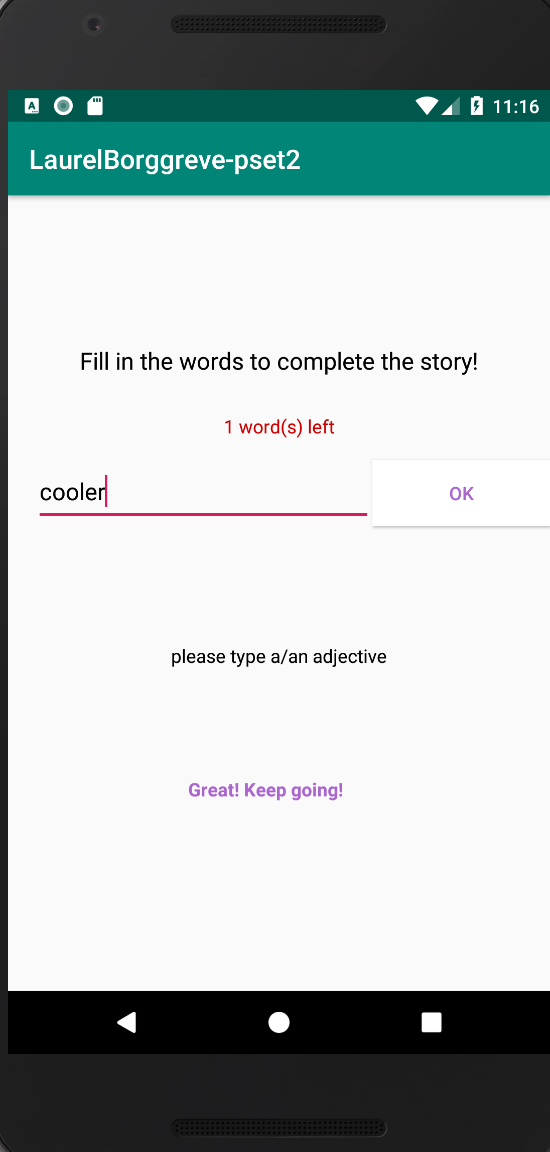 11:16
LaurelBorggreve-pset2
Fill in the words to complete the story!
1 word(s) left
cooler
OK
please type a/an adjective
Great! Keep going!